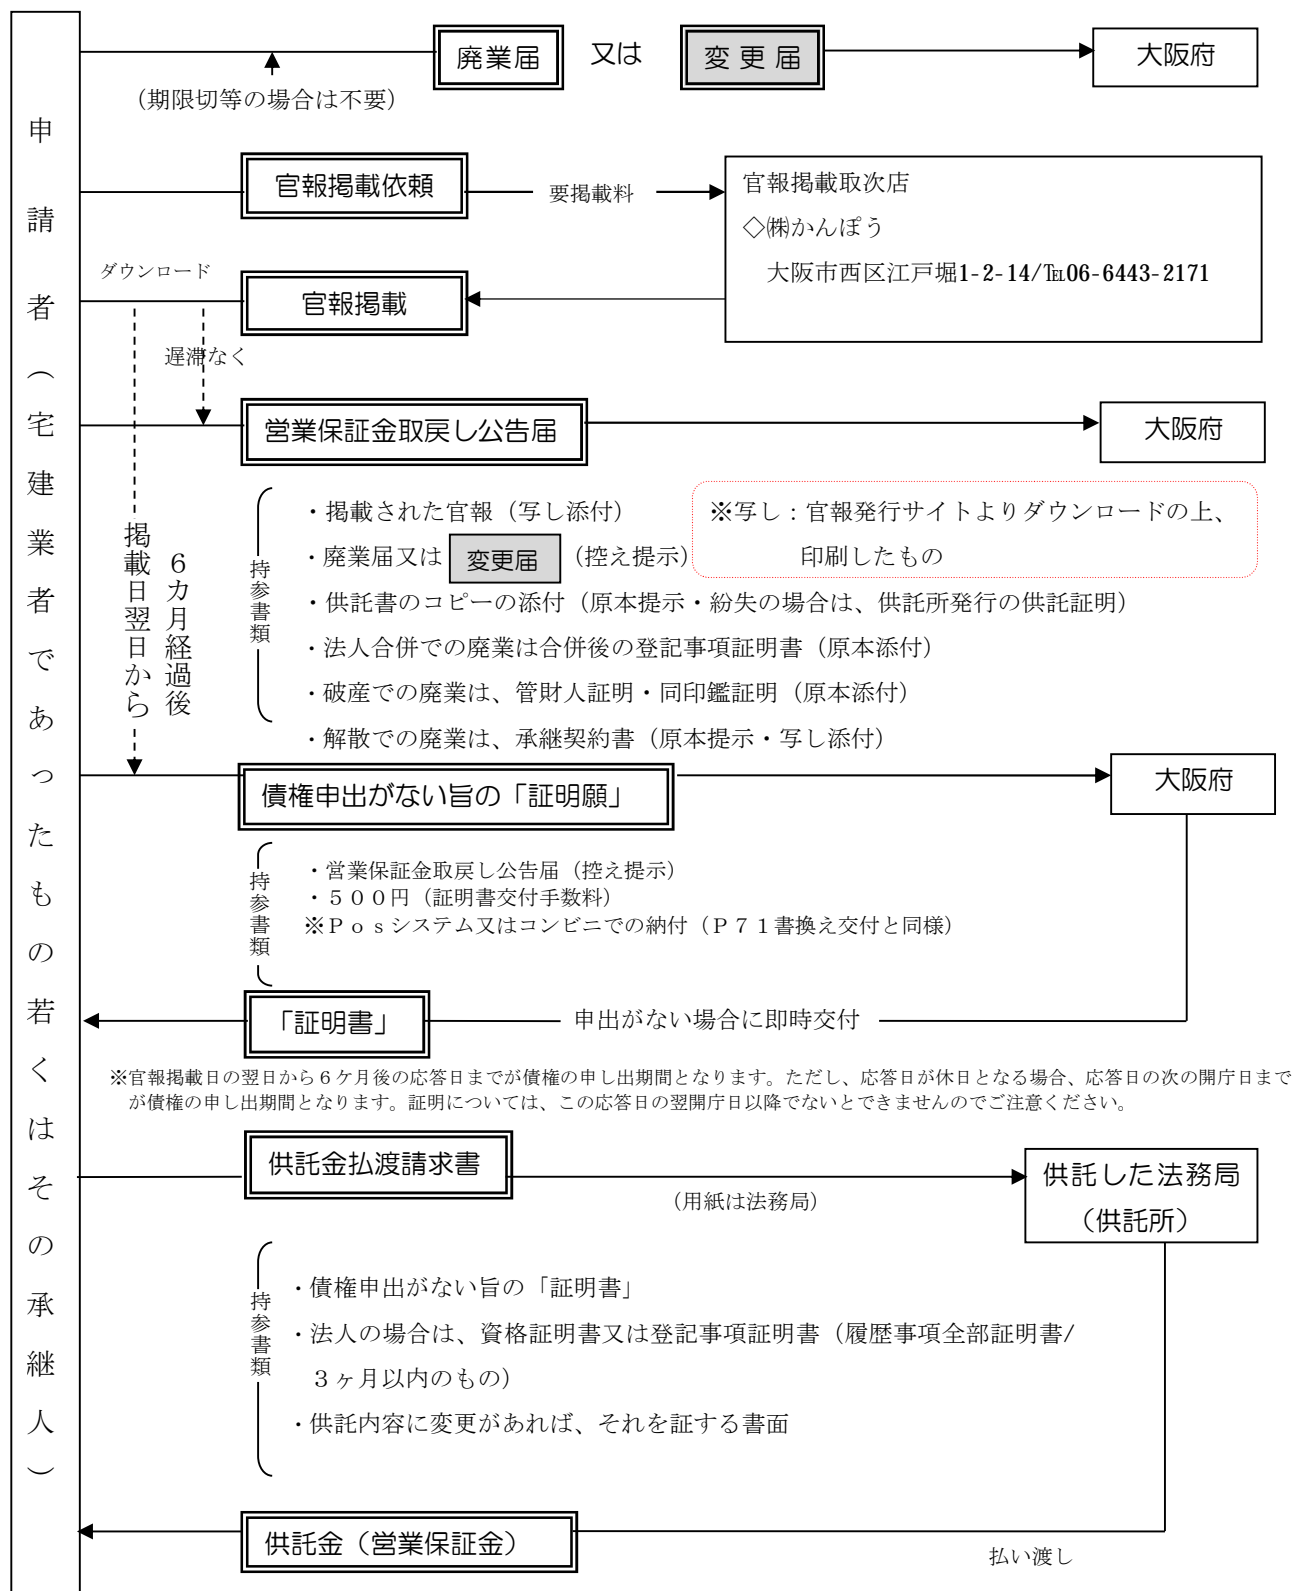 申請者（宅建業者であったもの若くはその承継人）
廃業届 又は 変更届 大阪府
（期限切等の場合は不要）
官報掲載依頼 要掲載料
官報掲載取次店
◇㈱かんぽう
大阪市西区江戸堀1-2-14/℡06-6443-2171
ダウンロード
官報掲載
遅滞なく
営業保証金取戻し公告届 大阪府
掲載日翌日から
６カ月経過後
持参書類
・掲載された官報（写し添付）
※写し：官報発行サイトよりダウンロードの上、
印刷したもの
・廃業届又は 変更届 （控え提示）
・供託書のコピーの添付（原本提示・紛失の場合は、供託所発行の供託証明）
・法人合併での廃業は合併後の登記事項証明書（原本添付）
・破産での廃業は、管財人証明・同印鑑証明（原本添付）
・解散での廃業は、承継契約書（原本提示・写し添付）
債権申出がない旨の「証明願」 大阪府
持参書類
・営業保証金取戻し公告届（控え提示）
・５００円（証明書交付手数料）
※Ｐｏｓシステム又はコンビニでの納付（Ｐ７１書換え交付と同様）
「証明書」 申出がない場合に即時交付
※官報掲載日の翌日から６ケ月後の応答日までが債権の申し出期間となります。ただし、応答日が休日となる場合、応答日の次の開庁日まで
が債権の申し出期間となります。証明については、この応答日の翌開庁日以降でないとできませんのでご注意ください。
供託金払渡請求書
（用紙は法務局）
供託した法務局
（供託所）
持参書類
・債権申出がない旨の「証明書」
・法人の場合は、資格証明書又は登記事項証明書（履歴事項全部証明書/
３ヶ月以内のもの）
・供託内容に変更があれば、それを証する書面
供託金（営業保証金）
払い渡し